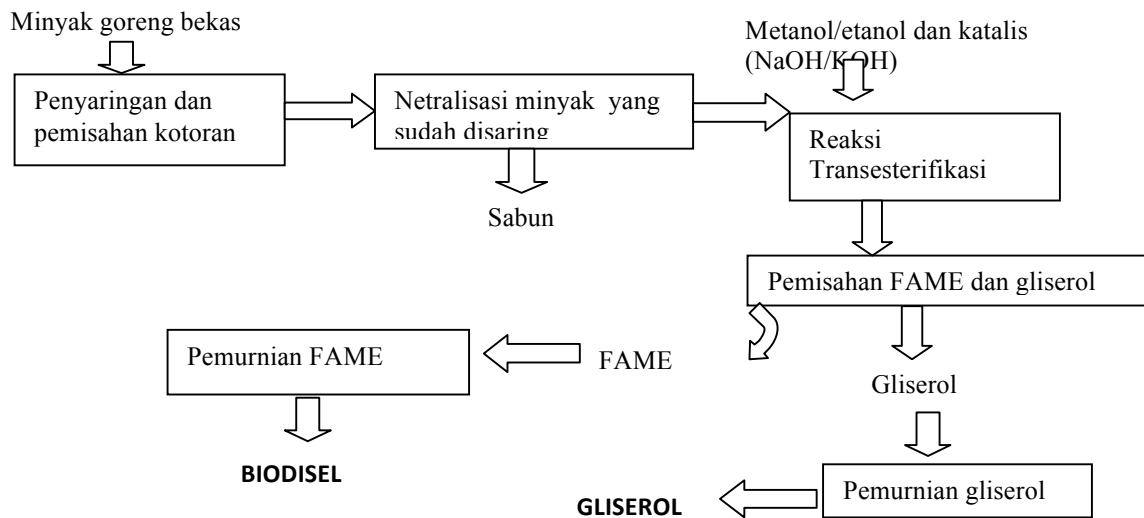 Minyak goreng bekas
Metanol/etanol dan katalis
(NaOH/KOH)
Penyaringan dan
pemisahan kotoran
Netralisasi minyak yang
sudah disaring
Reaksi
Transesterifikasi
Sabun
Pemisahan FAME dan gliserol
Pemurnian FAME
FAME
Gliserol
BIODISEL
Pemurnian gliserol
GLISEROL